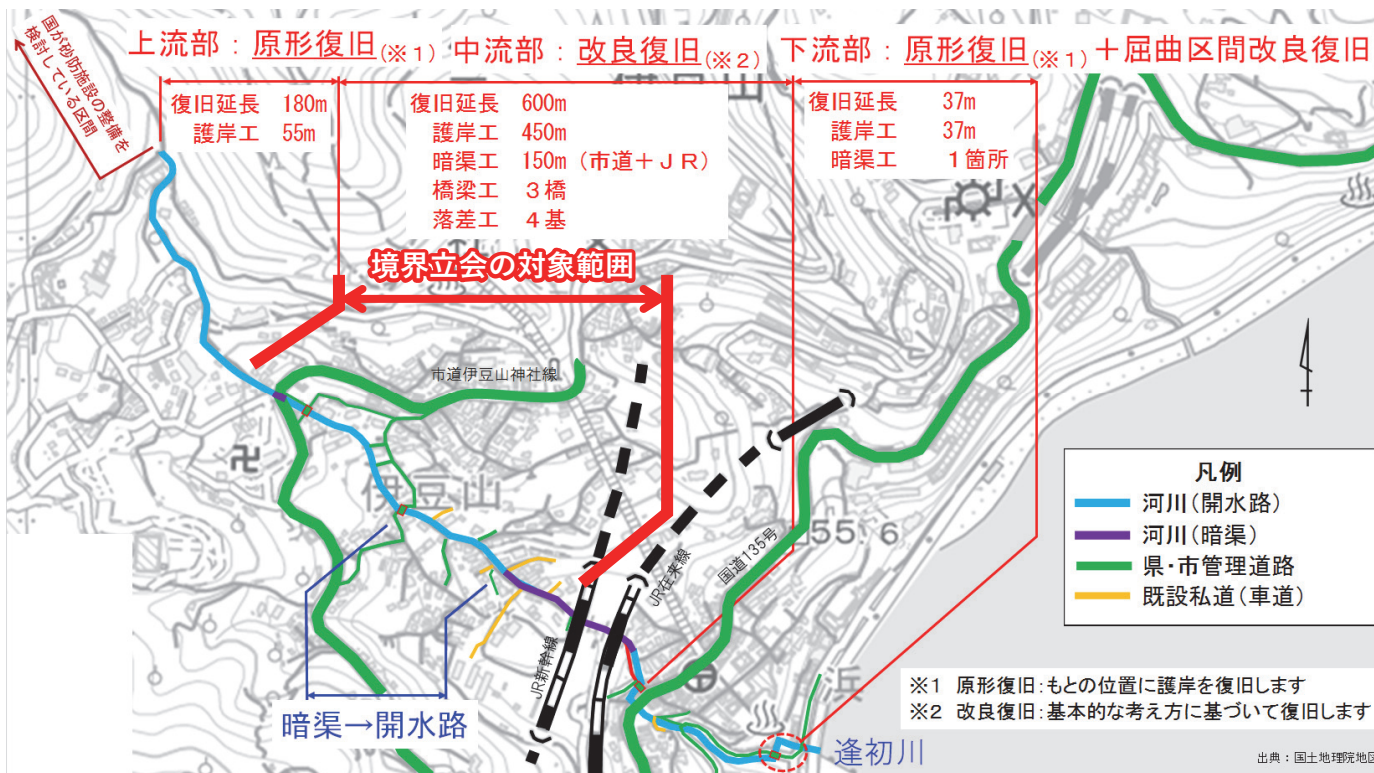 国が砂防施設の整備を
検討している区間
上流部：原形復旧(※1)
中流部：改良復旧(※2)
下流部：原形復旧(※1)＋屈曲区間改良復旧
復旧延長 180m
護岸工 55m
復旧延長 600m
護岸工 450m
暗渠工 150m（市道＋ＪＲ）
橋梁工 3橋
落差工 4基
復旧延長 37m
護岸工 37m
暗渠工 1箇所
境界立会の対象範囲
市道伊豆山神社線
伊豆山
55.6
国道135号
JR在来線
JR新幹線
浜
暗渠→開水路
逢初川
凡例
河川(開水路)
河川(暗渠)
県・市管理道路
既設私道(車道)
※1 原形復旧：もとの位置に護岸を復旧します
※2 改良復旧：基本的な考え方に基づいて復旧します
出典：国土地理院地図